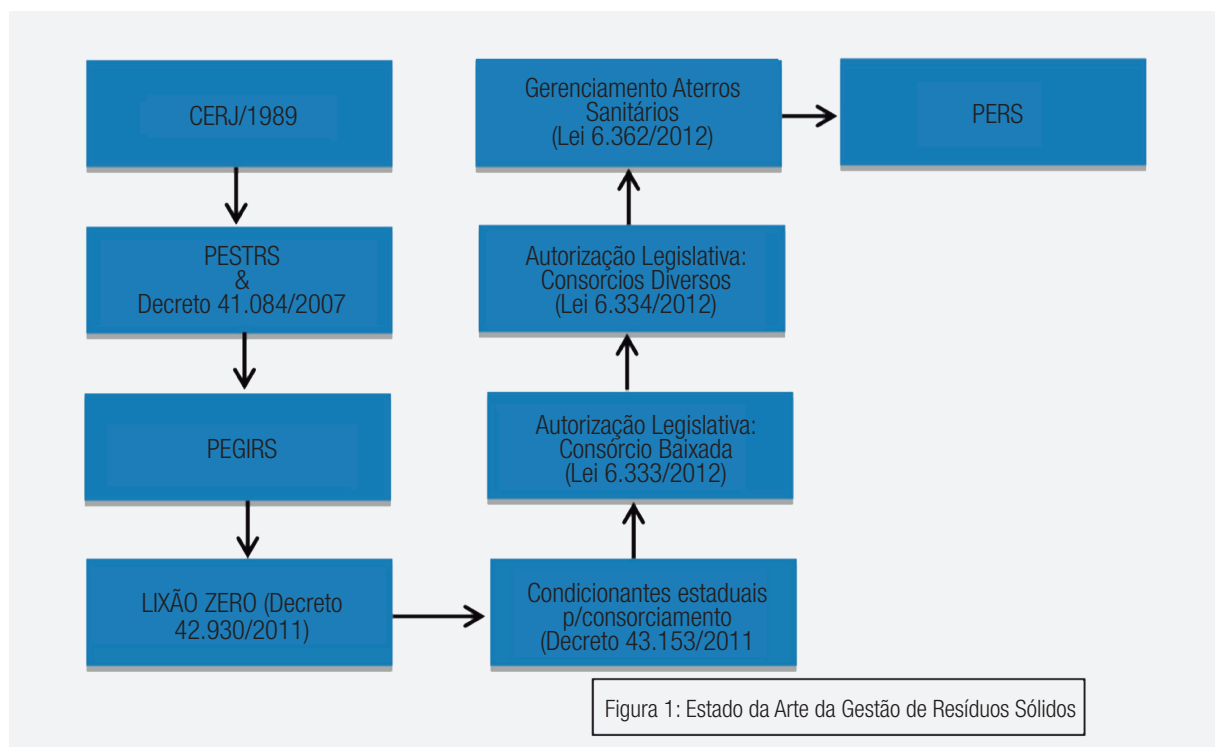 CERJ/1989
PESTRS
&
Decreto 41.084/2007
PEGIRS
LIXÃO ZERO (Decreto
42.930/2011)
Condicionantes estaduais
p/consorciamento
(Decreto 43.153/2011
Autorização Legislativa:
Consórcio Baixada
(Lei 6.333/2012)
Autorização Legislativa:
Consorcios Diversos
(Lei 6.334/2012)
Gerenciamento Aterros
Sanitários
(Lei 6.362/2012)
PERS
Figura 1: Estado da Arte da Gestão de Resíduos Sólidos